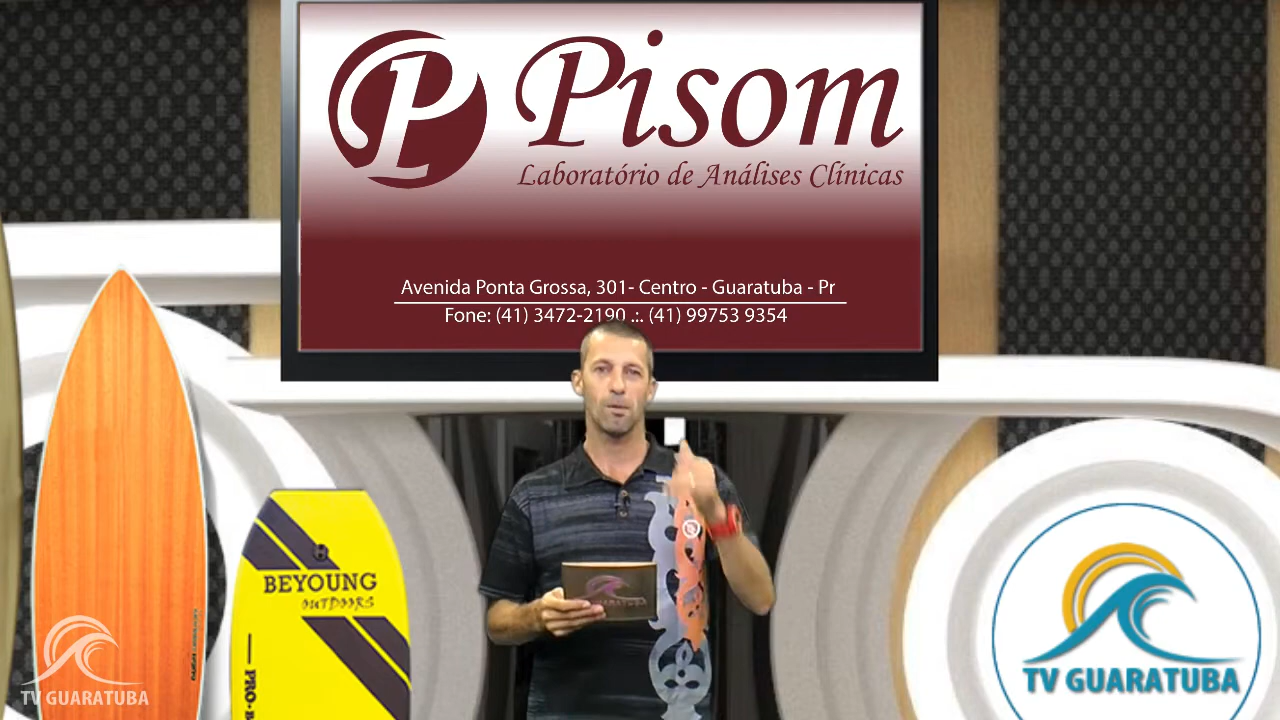 Pisom
Laboratório de Análises Clínicas
Avenida Ponta Grossa, 301- Centro - Guaratuba - Pr
Fone: (41) 3472-2190 .:. (41) 99753 9354
BEYOUNG
OUTDOORS
PRO-B
TV GUARATUBA
TV GUARATUBA